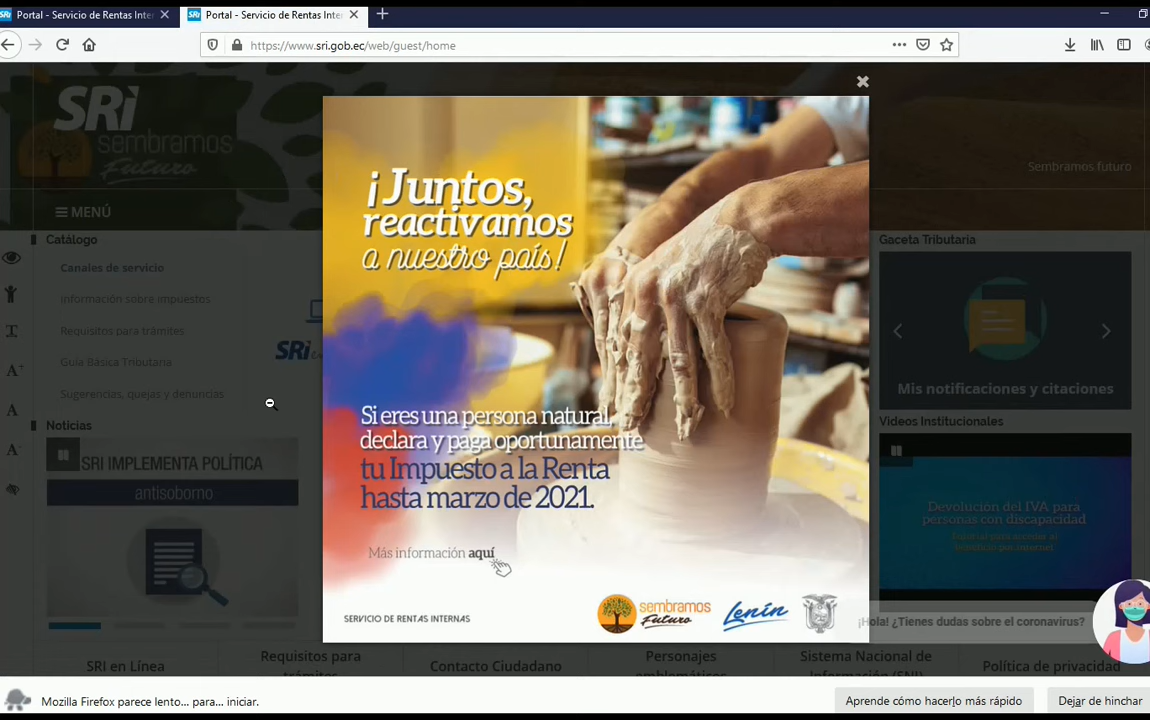 Portal - Servicio de Rentas Inter
Portal - Servicio de Rentas Inter
https://www.sri.gob.ec/web/guest/home
SRi
sembramos
Futuro
Sembramos futuro
MENÚ
Catálogo
Canales de servicio
Información sobre impuestos
Requisitos para trámites
Guía Básica Tributaria
Sugerencias, quejas y denuncias
SRi
Noticias
SRI IMPLEMENTA POLÍTICA
antisoborno
¡Juntos,
reactivamos
a nuestro país!
Si eres una persona natural,
declara y paga oportunamente
tu Impuesto a la Renta
hasta marzo de 2021.
Más información aquí
SERVICIO DE RENTAS INTERNAS
sembramos
Futuro
Lenín
Gaceta Tributaria
Mis notificaciones y citaciones
Videos Institucionales
Devolución del IVA para
personas con discapacidad
¡Hola! ¿Tienes dudas sobre el coronavirus?
SRI en Línea
Requisitos para
trámites
Contacto Ciudadano
Personajes
emblemáticos
Sistema Nacional de
Información (SNI)
Política de privacidad
Mozilla Firefox parece lento... para... iniciar.
Aprende cómo hacerlo más rápido
Dejar de hinchar